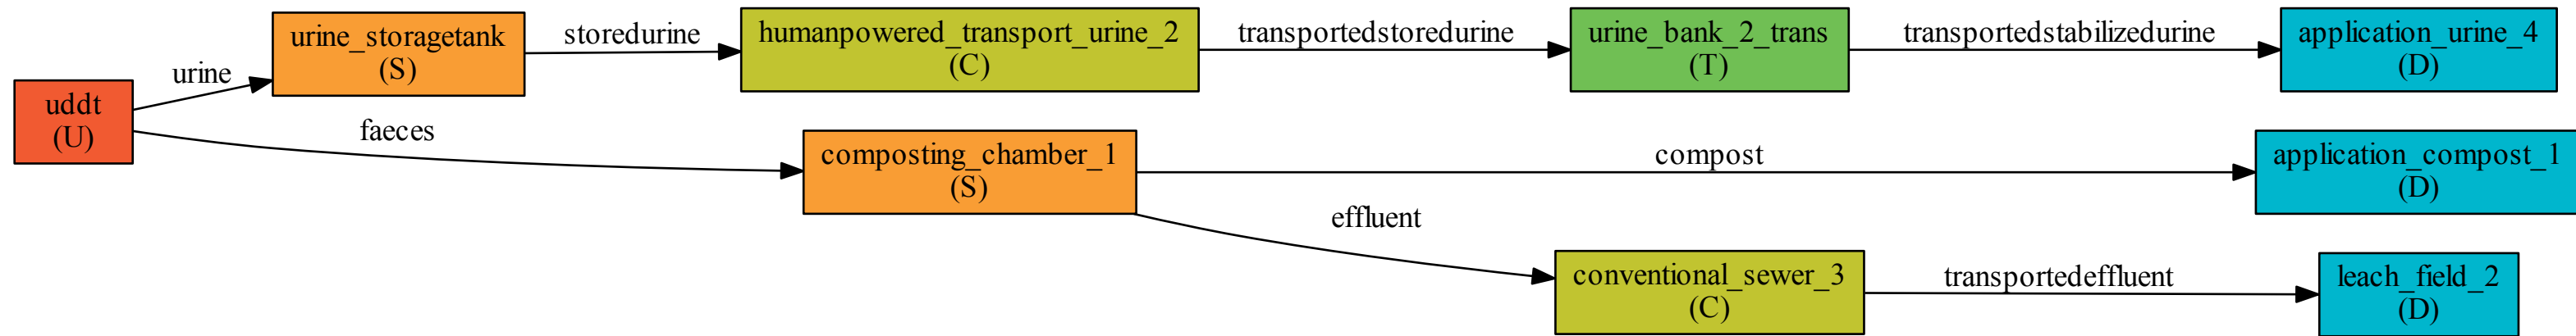 uddt
(U)
urine
faeces
urine_storagetank
(S)
storedurine
humanpowered_transport_urine_2
(C)
transportedstoredurine
urine_bank_2_trans
(T)
transportedstabilizedurine
application_urine_4
(D)
composting_chamber_1
(S)
compost
application_compost_1
(D)
effluent
conventional_sewer_3
(C)
transportedeffluent
leach_field_2
(D)